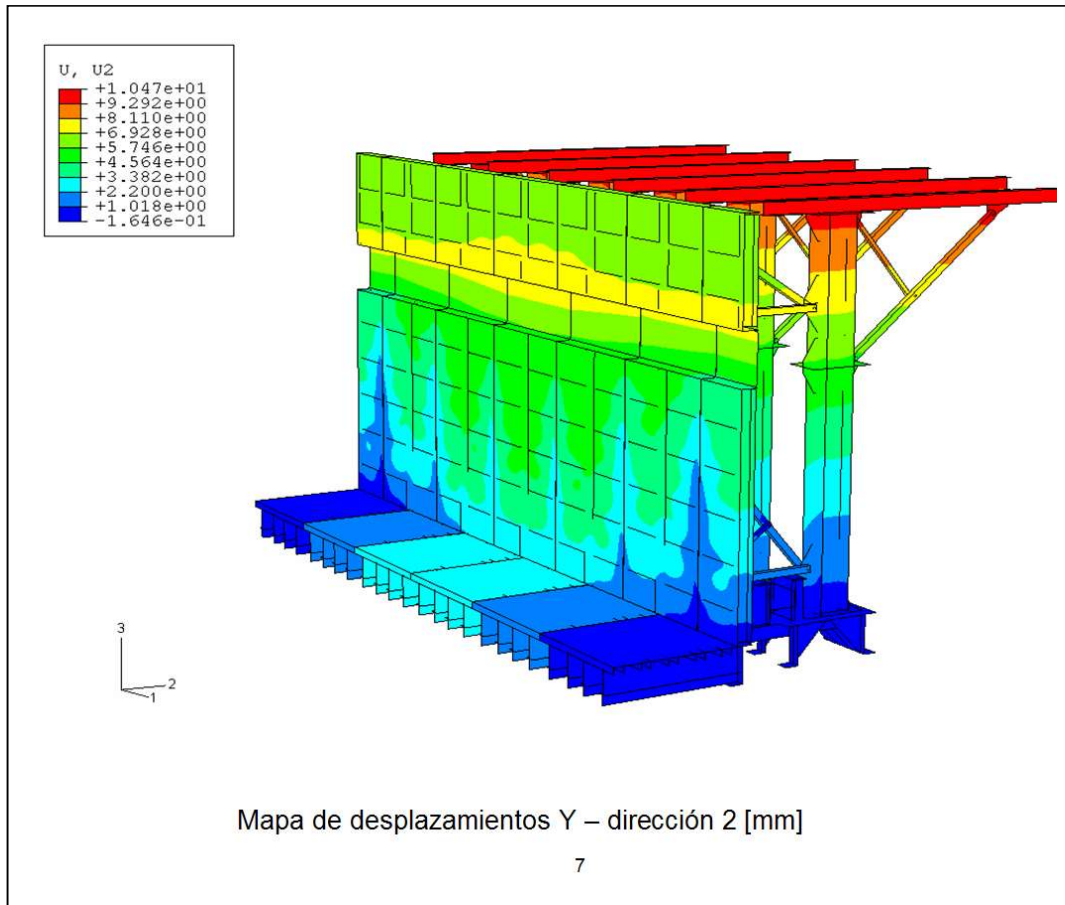 U, U2
+1.047e+01
+9.292e+00
+8.110e+00
+6.928e+00
+5.746e+00
+4.564e+00
+3.382e+00
+2.200e+00
+1.018e+00
-1.646e-01
3
2
1
Mapa de desplazamientos Y – dirección 2 [mm]
7